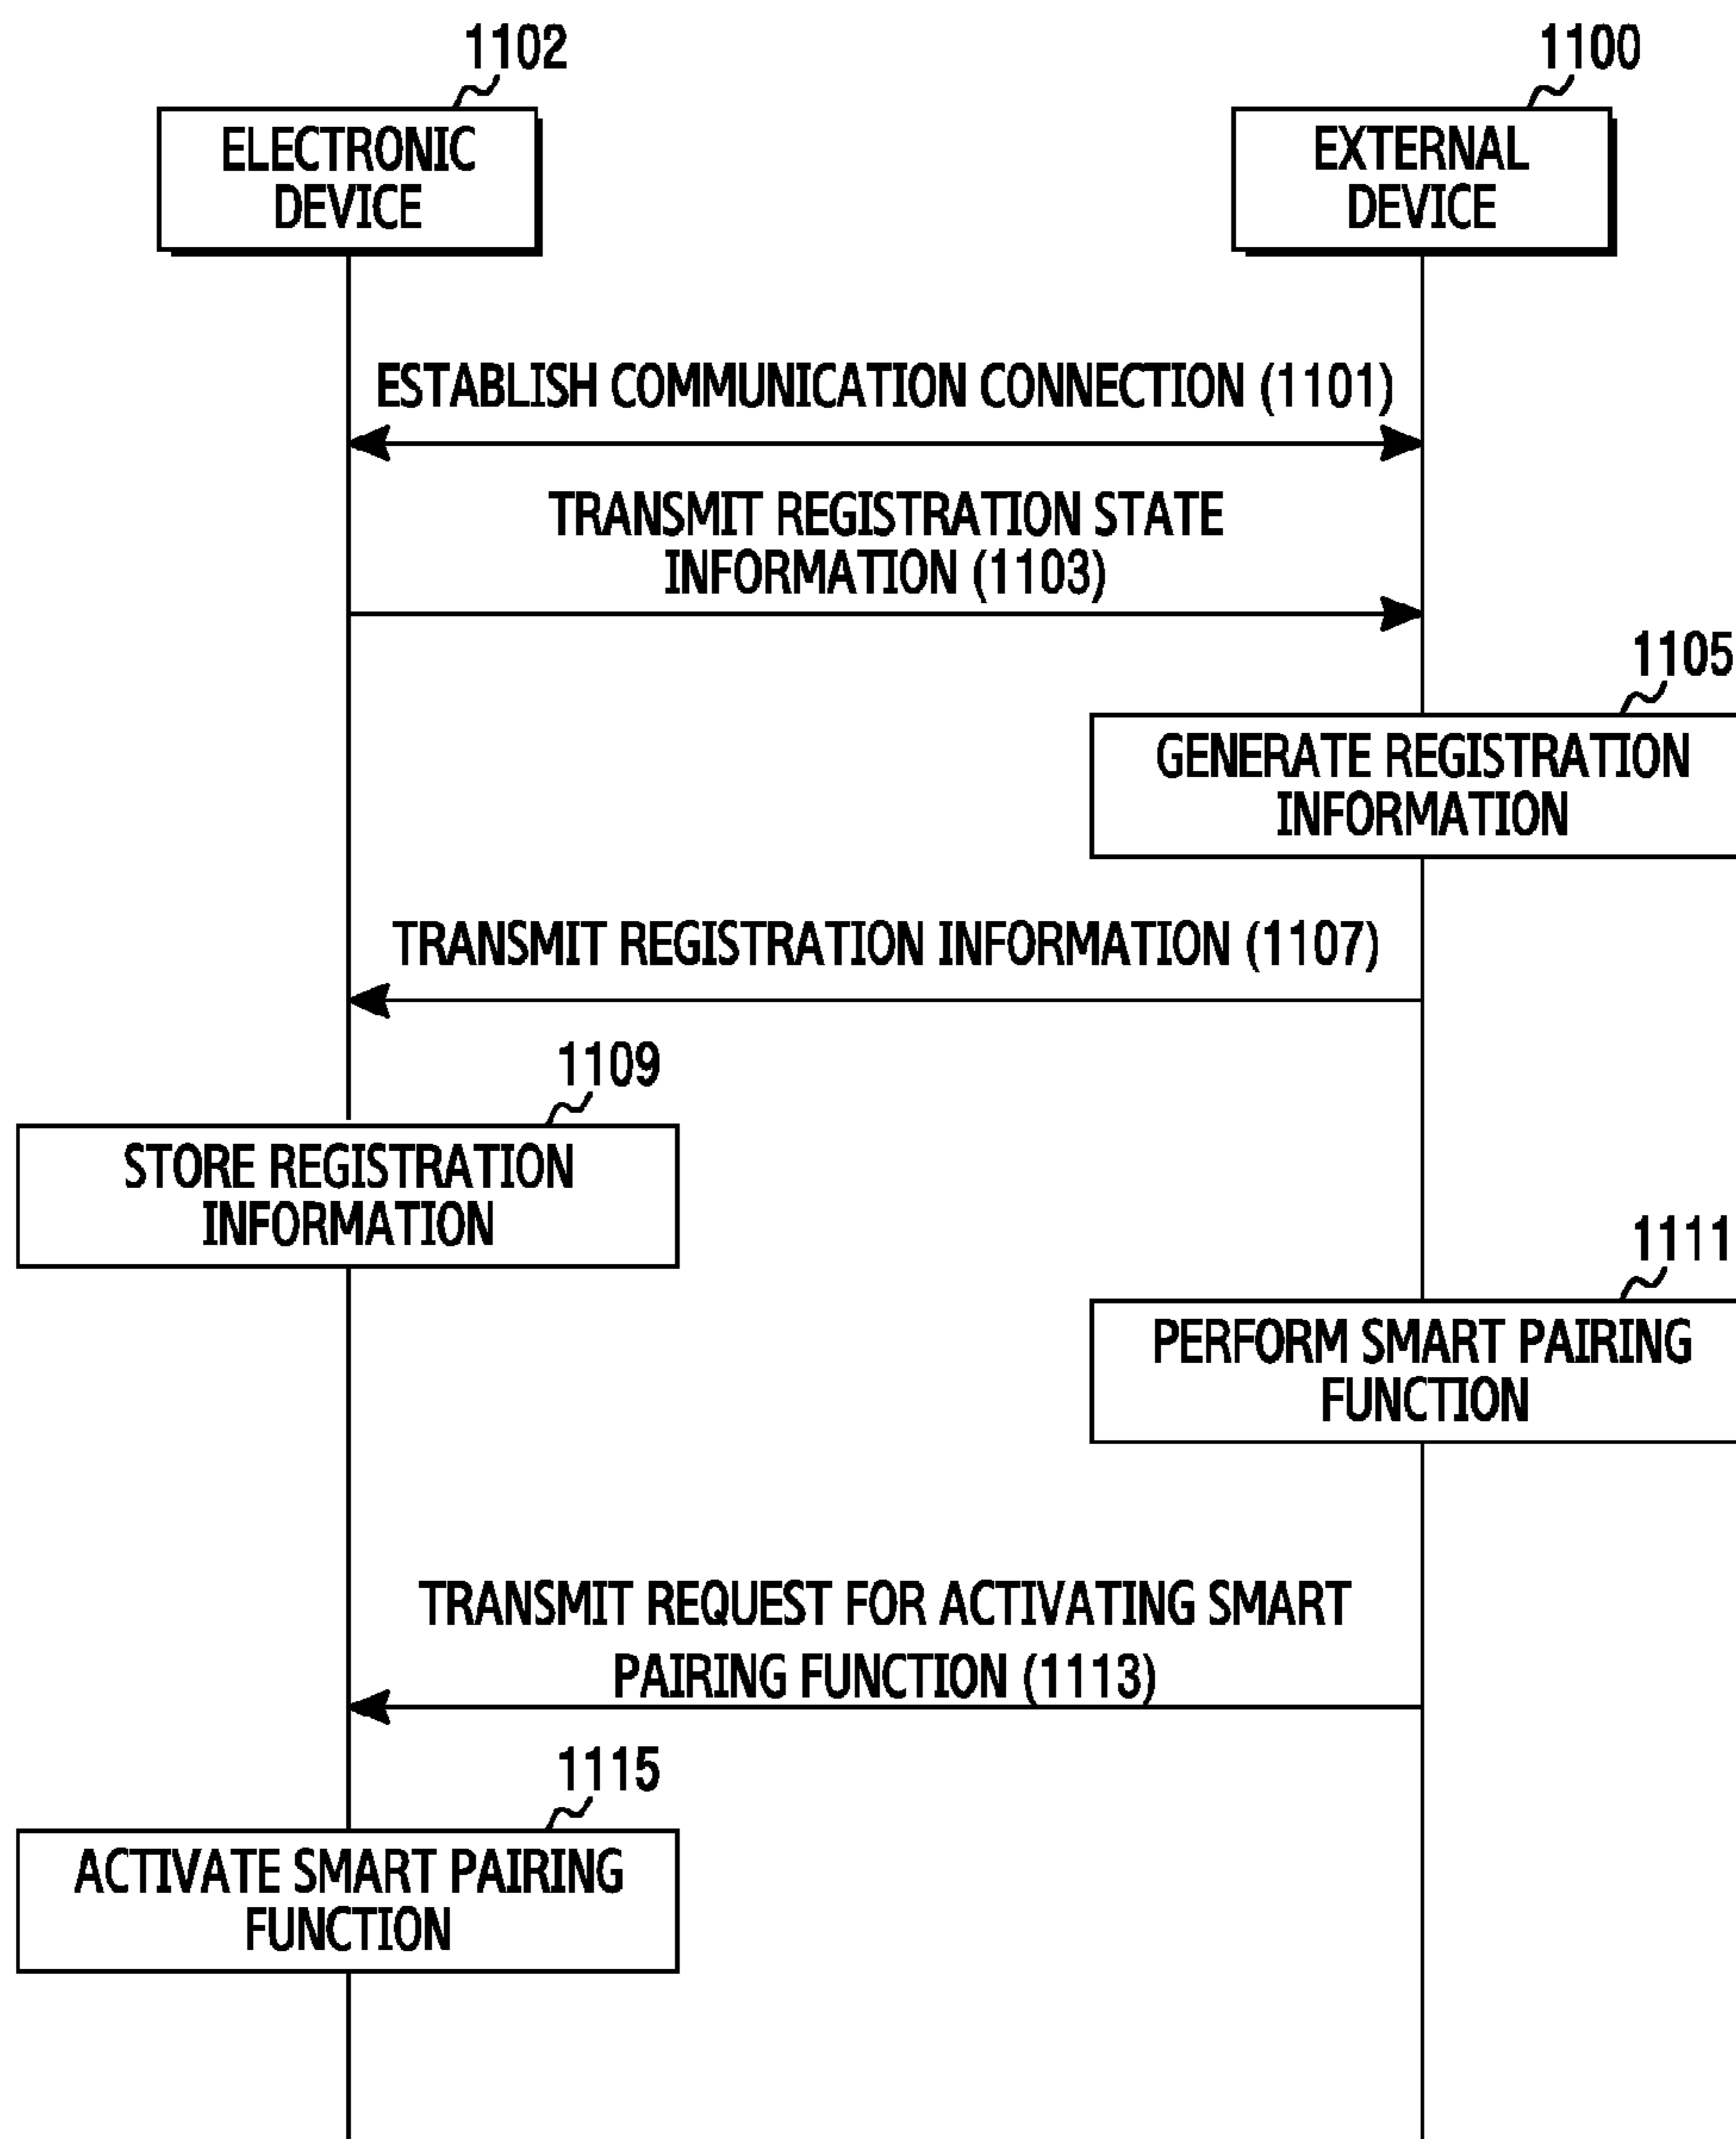 1102
1100
ELECTRONIC
DEVICE
EXTERNAL
DEVICE
ESTABLISH COMMUNICATION CONNECTION (1101)
TRANSMIT REGISTRATION STATE
INFORMATION (1103)
1105
GENERATE REGISTRATION
INFORMATION
TRANSMIT REGISTRATION INFORMATION (1107)
1109
STORE REGISTRATION
INFORMATION
1111
PERFORM SMART PAIRING
FUNCTION
TRANSMIT REQUEST FOR ACTIVATING SMART
PAIRING FUNCTION (1113)
1115
ACTIVATE SMART PAIRING
FUNCTION